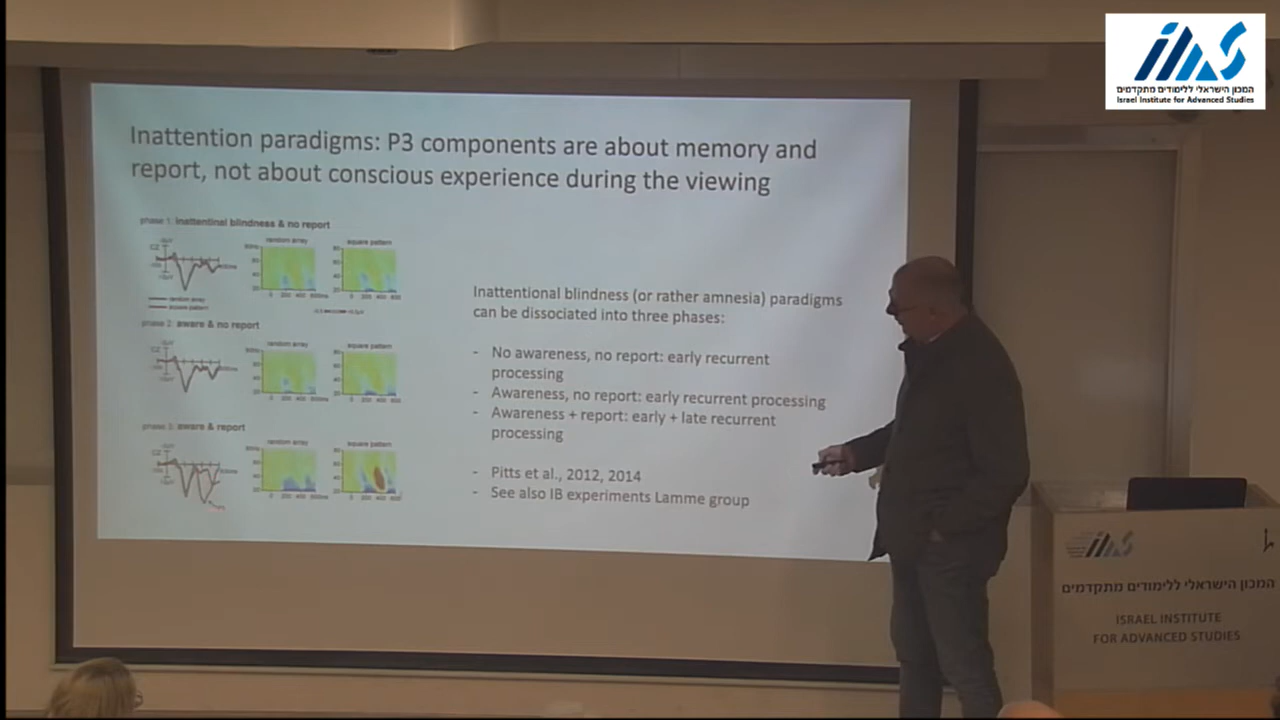 המכון הישראלי ללימודים מתקדמים
Israel Institute for Advanced Studies
Inattention paradigms: P3 components are about memory and
report, not about conscious experience during the viewing
phase 1: inattentinal blindness & no report
random array
square pattern
random array
square pattern
phase 2: aware & no report
random array
square pattern
phase 3: aware & report
random array
square pattern
Inattentional blindness (or rather amnesia) paradigms
can be dissociated into three phases:
- No awareness, no report: early recurrent
processing
- Awareness, no report: early recurrent processing
- Awareness + report: early + late recurrent
processing
- Pitts et al., 2012, 2014
- See also IB experiments Lamme group
המכון הישראלי ללימודים מתקדמים
ISRAEL INSTITUTE
FOR ADVANCED STUDIES